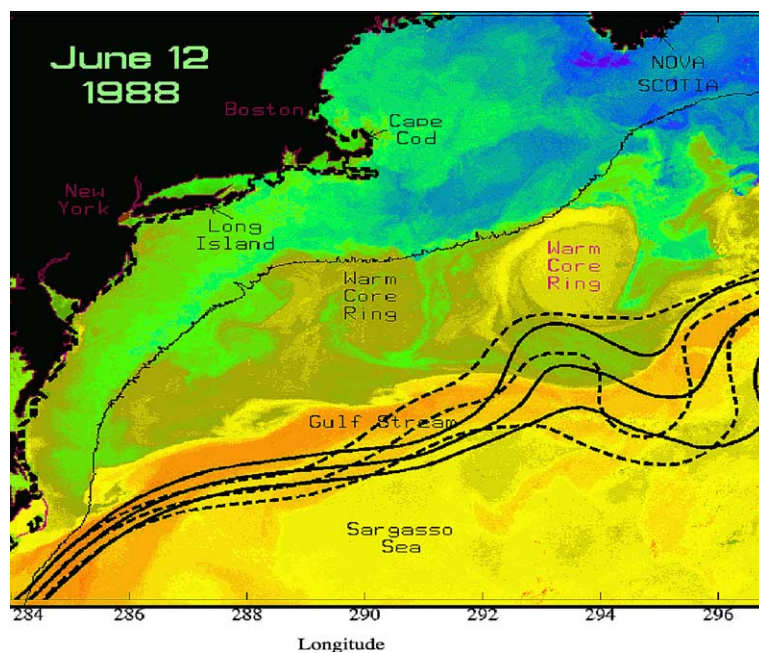 June 12
1988
NOVA
SCOTIA
Boston
Cape
Cod
New
York
Long
Island
Warm
Core
Ring
Warm
Core
Ring
Gulf Stream
Sargasso
Sea
284 286 288 290 292 294 296
Longitude